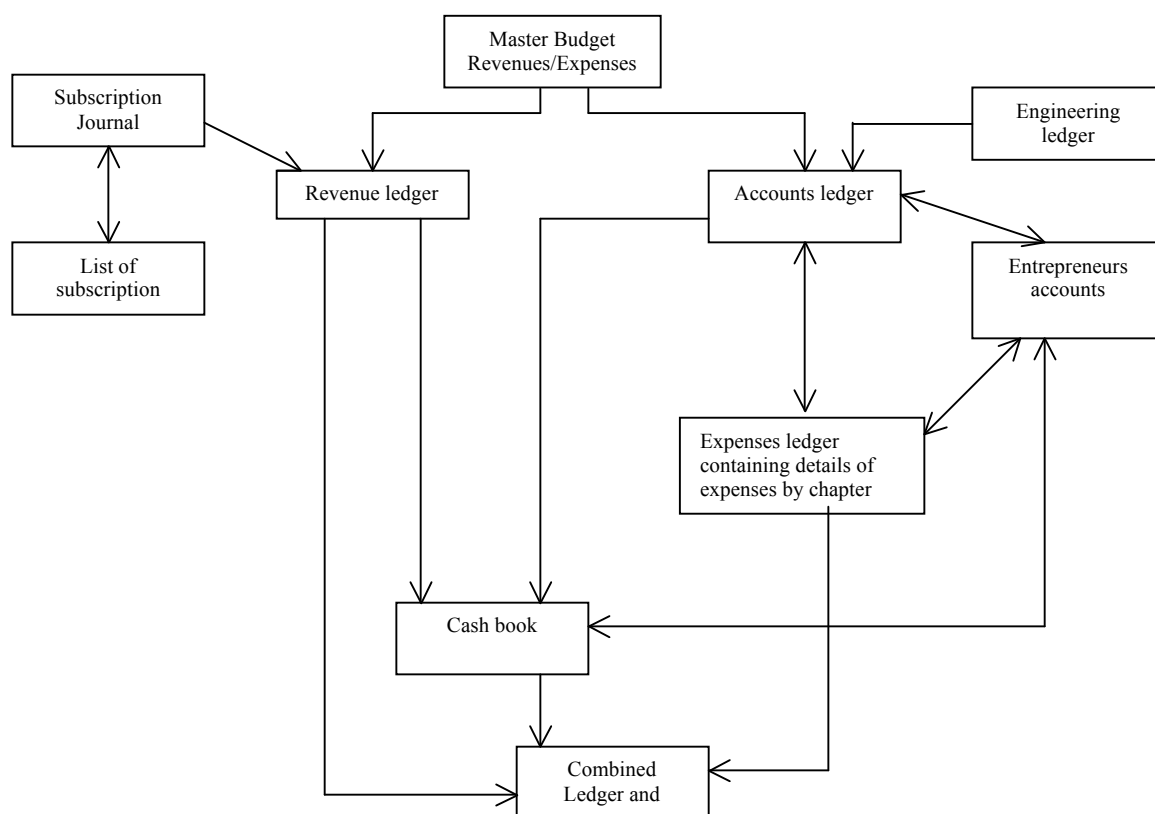 Master Budget
Revenues/Expenses
Subscription
Journal
Engineering
ledger
Revenue ledger
Accounts ledger
List of
subscription
Entrepreneurs
accounts
Expenses ledger
containing details of
expenses by chapter
Cash book
Combined
Ledger and